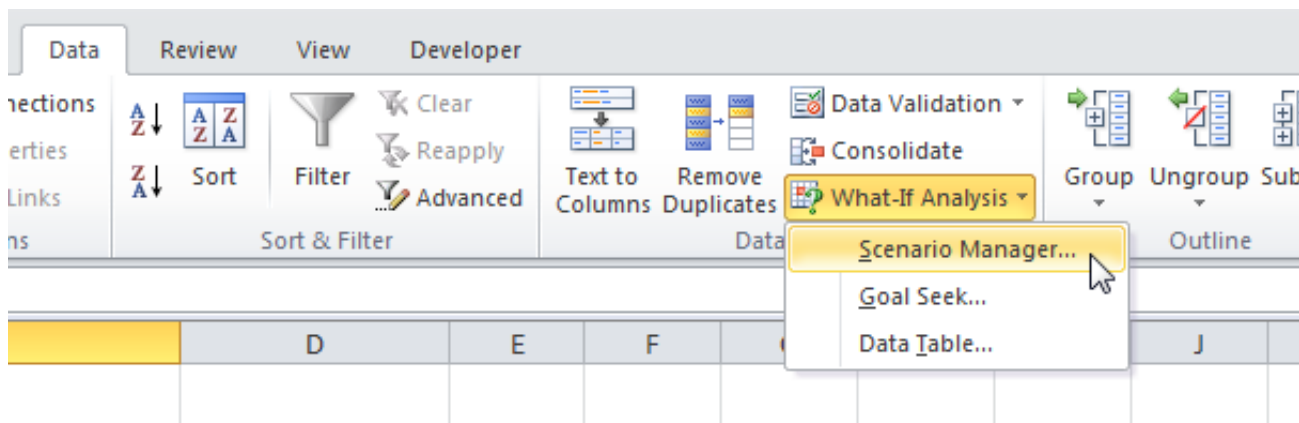 Data Review View Developer
nections
erties
Links
ns
A Z
Z A
A Z
Z A
Sort
Filter
Clear
Reapply
Advanced
Sort & Filter
Text to
Columns
Remove
Duplicates
Data Validation
Consolidate
What-If Analysis
Data
Group
Ungroup
Sub
Outline
Scenario Manager...
Goal Seek...
Data Table...
D E F J